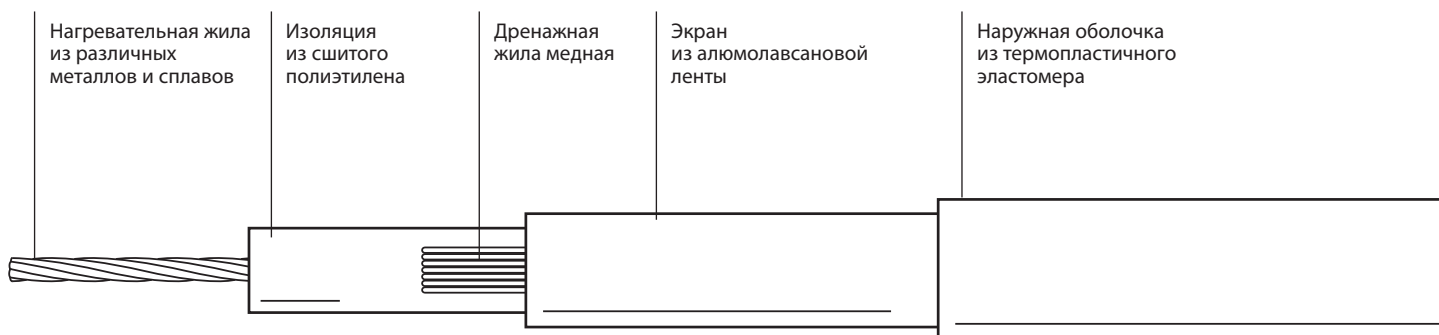 Нагревательная жила
из различных
металлов и сплавов
Изоляция
из сшитого
полиэтилена
Дренажная
жила медная
Экран
из алюмолавсановой
ленты
Наружная оболочка
из термопластичного
эластомера